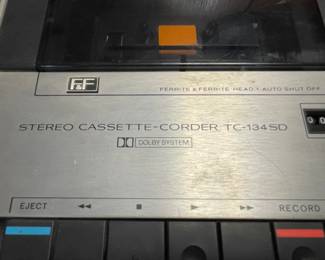 F&F
FERRITE & FERRITE HEAD / AUTO SHUT OFF
STEREO CASSETTE-CORDER TC-134SD
DOLBY SYSTEM
EJECT ◀◀ ■ ▶ ▶▶ RECORD